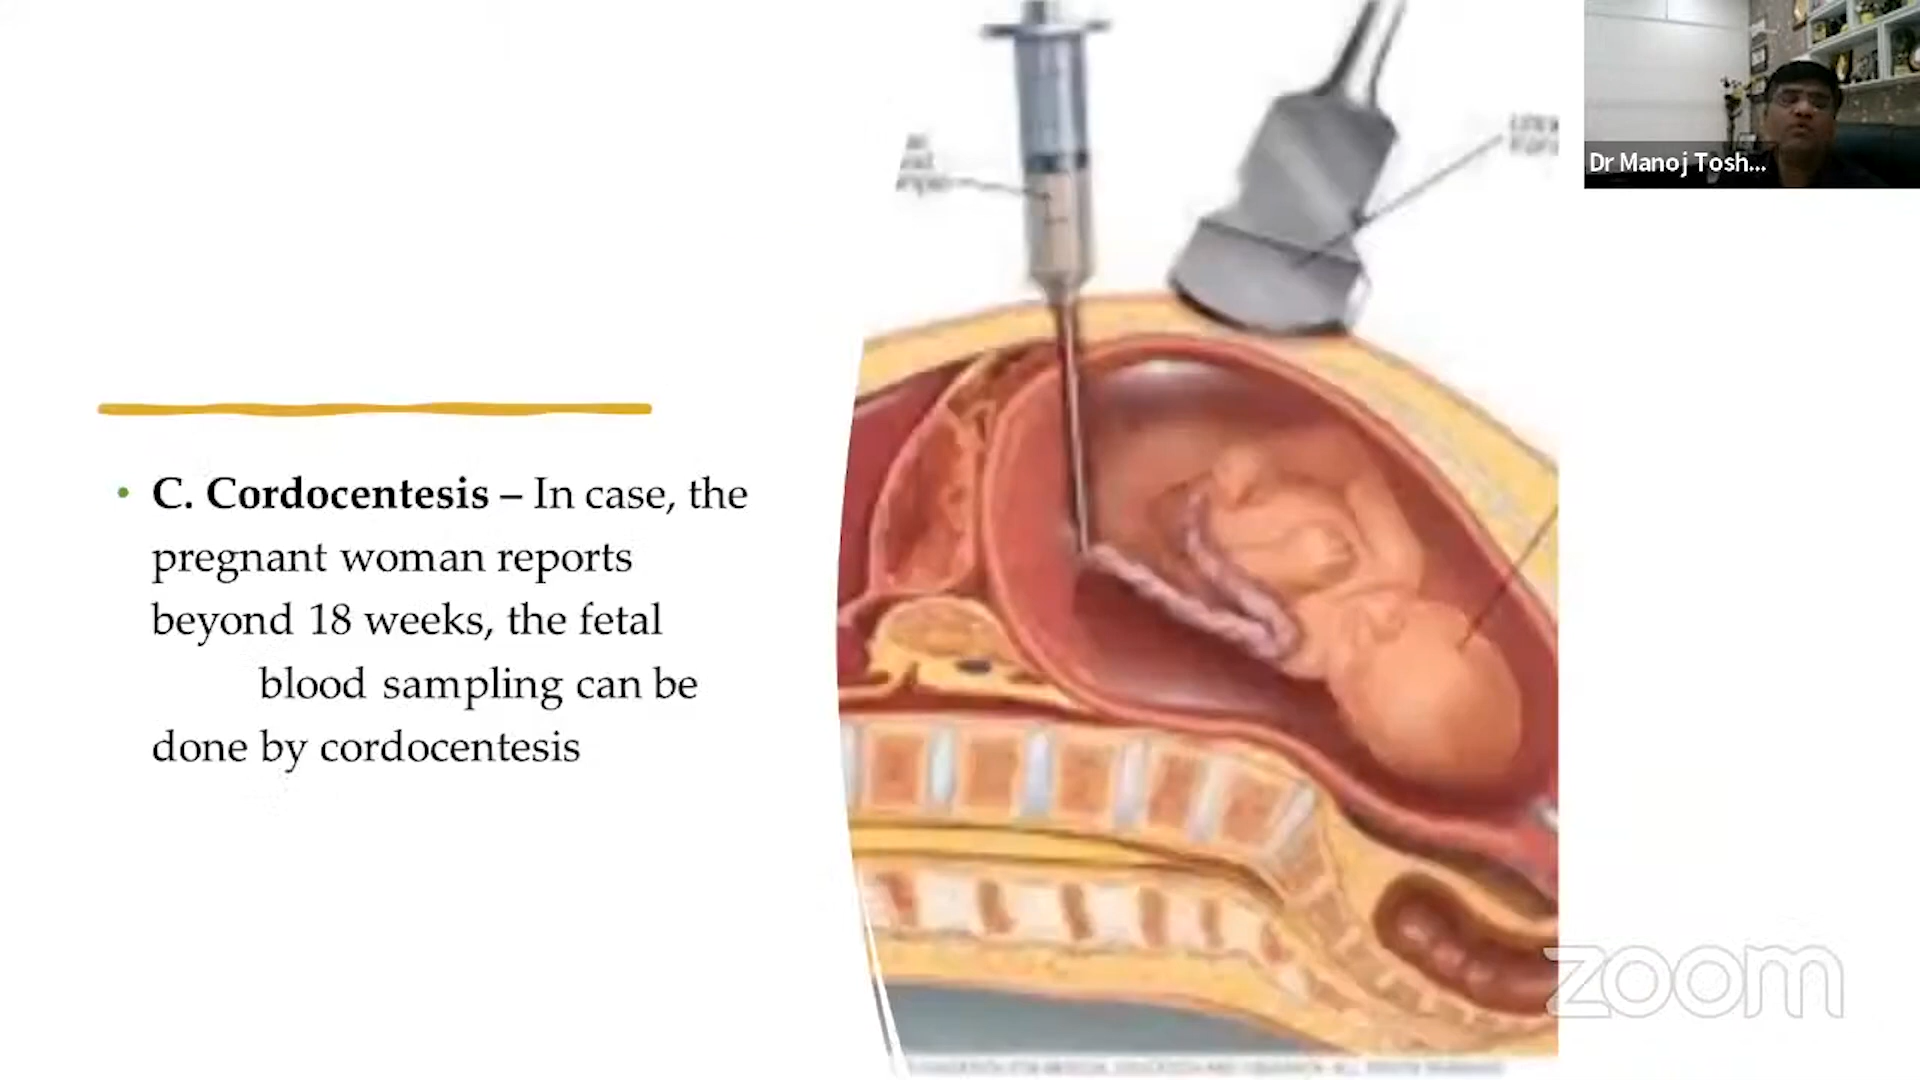 Dr Manoj Tosh...
• C. Cordocentesis – In case, the
pregnant woman reports
beyond 18 weeks, the fetal
blood sampling can be
done by cordocentesis
zoom